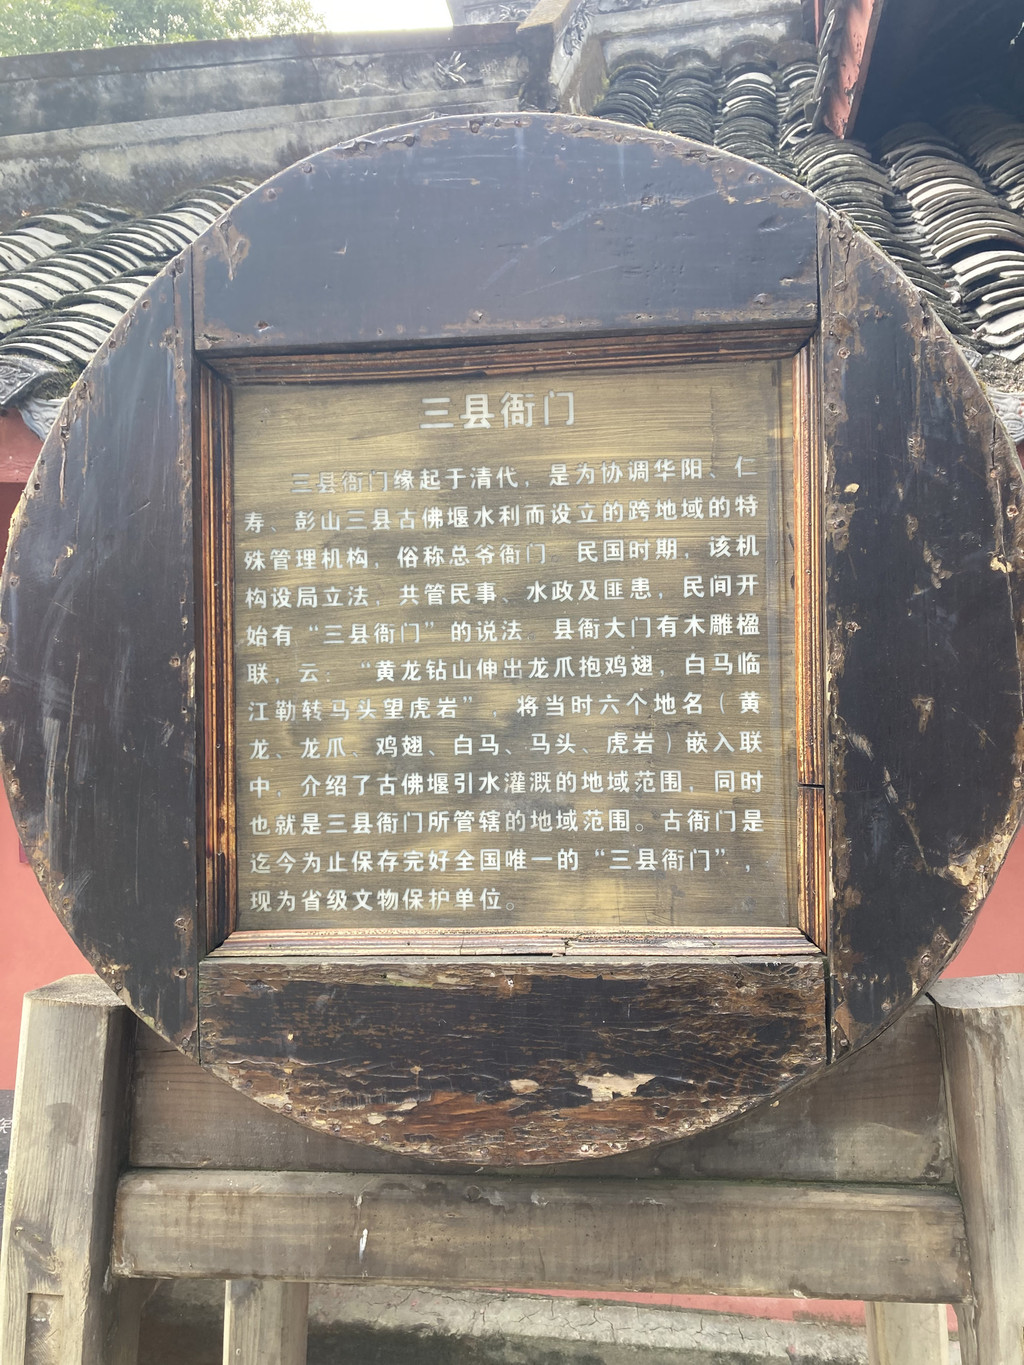 三县衙门
三县衙门缘起于清代，是为协调华阳、仁
寿、彭山三县古佛堰水利而设立的跨地域的特
殊管理机构，俗称总爷衙门。民国时期，该机
构设局立法，共管民事、水政及匪患，民间开
始有“三县衙门”的说法。县衙大门有木雕楹
联，云：“黄龙钻山伸出龙爪抱鸡翅，白马临
江勒转马头望虎岩”，将当时六个地名（黄
龙、龙爪、鸡翅、白马、马头、虎岩）嵌入联
中，介绍了古佛堰引水灌溉的地域范围，同时
也就是三县衙门所管辖的地域范围。古衙门是
迄今为止保存完好全国唯一的“三县衙门”，
现为省级文物保护单位。